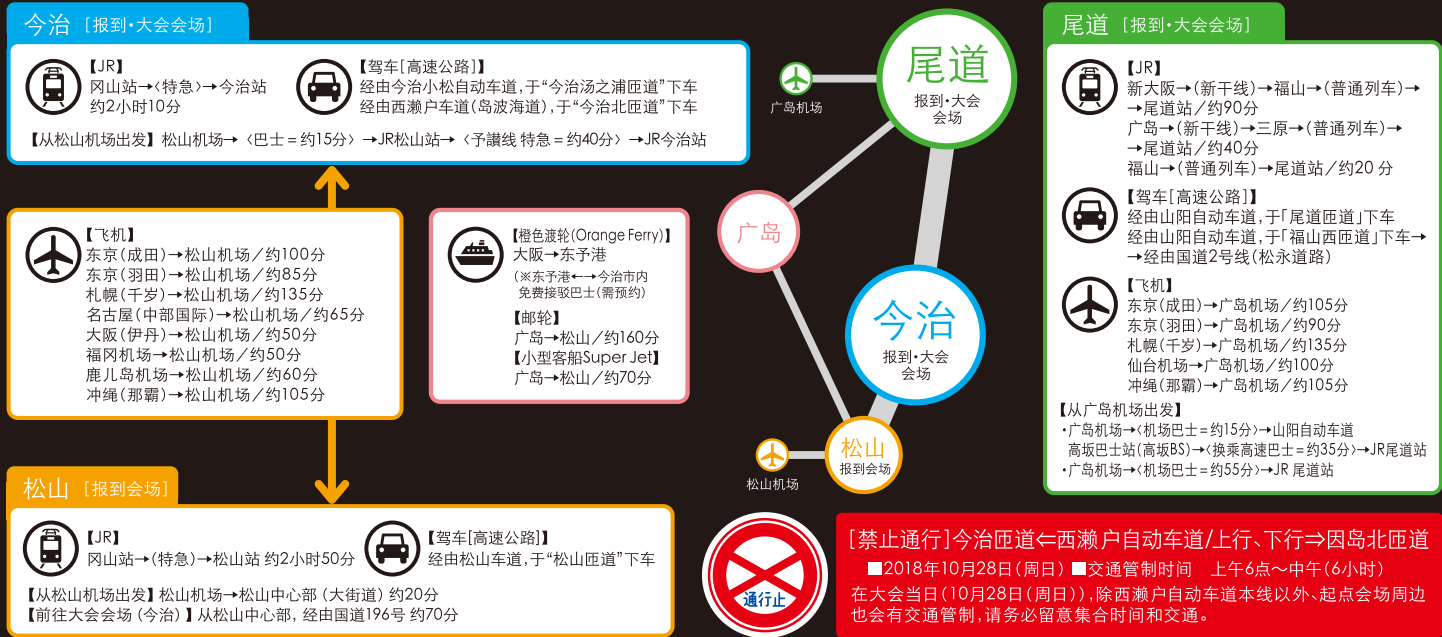 今治 [报到・大会会场]
【JR】
冈山站→〈特急〉→今治站
约2小时10分
【驾车[高速公路]】
经由今治小松自动车道,于“今治汤之浦匝道”下车
经由西濑户车道(岛波海道),于“今治北匝道”下车
【从松山机场出发】松山机场→〈巴士=约15分〉→JR松山站→〈予讃线 特急=约40分〉→JR今治站
【飞机】
东京(成田)→松山机场/约100分
东京(羽田)→松山机场/约85分
札幌(千岁)→松山机场/约135分
名古屋(中部国际)→松山机场/约65分
大阪(伊丹)→松山机场/约50分
福冈机场→松山机场/约50分
鹿儿岛机场→松山机场/约60分
冲绳(那霸)→松山机场/约105分
【橙色渡轮(Orange Ferry)】
大阪→东予港
(※东予港←→今治市内
免费接驳巴士(需预约)
【邮轮】
广岛→松山/约160分
【小型客船Super Jet】
广岛→松山/约70分
松山 [报到会场]
【JR】
冈山站→(特急)→松山站 约2小时50分
【驾车[高速公路]】
经由松山车道,于“松山匝道”下车
【从松山机场出发】松山机场→松山中心部 (大街道) 约20分
【前往大会会场 (今治) 】从松山中心部, 经由国道196号 约70分
尾道
报到・大会
会场
广岛机场
广岛
今治
报到・大会
会场
松山
报到会场
松山机场
尾道 [报到・大会会场]
【JR】
新大阪→(新干线)→福山→(普通列车)→
→尾道站/约90分
广岛→(新干线)→三原→(普通列车)→
→尾道站/约40分
福山→(普通列车)→尾道站/约20 分
【驾车[高速公路]】
经由山阳自动车道,于「尾道匝道」下车
经由山阳自动车道,于「福山西匝道」下车→
→经由国道2号线(松永道路)
【飞机】
东京(成田)→广岛机场/约105分
东京(羽田)→广岛机场/约90分
札幌(千岁)→广岛机场/约135分
仙台机场→广岛机场/约100分
冲绳(那霸)→广岛机场/约105分
【从广岛机场出发】
・广岛机场→〈机场巴士=约15分〉→山阳自动车道
高坂巴士站(高坂BS)→〈换乘高速巴士=约35分〉→JR尾道站
・广岛机场→〈机场巴士=约55分〉→JR 尾道站
通行止
[禁止通行]今治匝道⇐西濑户自动车道/上行、下行⇒因岛北匝道
■2018年10月28日(周日) ■交通管制时间 上午6点～中午(6小时)
在大会当日(10月28日(周日)),除西濑户自动车道本线以外、起点会场周边
也会有交通管制,请务必留意集合时间和交通。